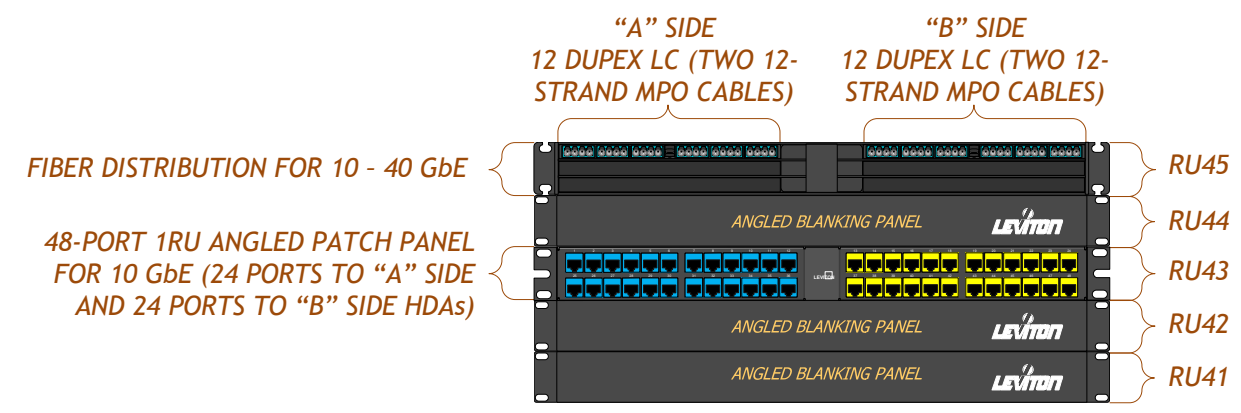 “A” SIDE
12 DUPEX LC (TWO 12-
STRAND MPO CABLES)
“B” SIDE
12 DUPEX LC (TWO 12-
STRAND MPO CABLES)
FIBER DISTRIBUTION FOR 10 – 40 GbE
RU45
ANGLED BLANKING PANEL
LEVITON
RU44
48-PORT 1RU ANGLED PATCH PANEL
FOR 10 GbE (24 PORTS TO “A” SIDE
AND 24 PORTS TO “B” SIDE HDAs)
RU43
ANGLED BLANKING PANEL
LEVITON
RU42
ANGLED BLANKING PANEL
LEVITON
RU41